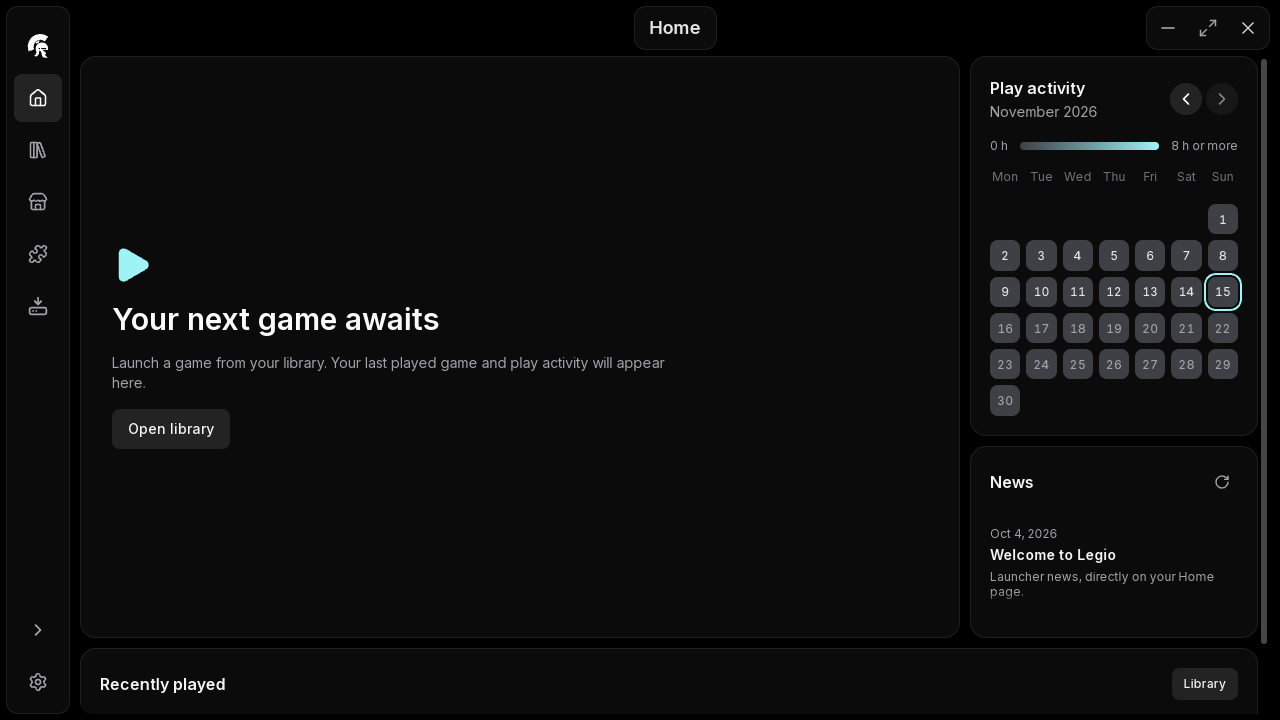 Home
Your next game awaits
Launch a game from your library. Your last played game and play activity will appear
here.
Open library
Play activity
November 2026
0 h 8 h or more
Mon Tue Wed Thu Fri Sat Sun
1
2 3 4 5 6 7 8
9 10 11 12 13 14 15
16 17 18 19 20 21 22
23 24 25 26 27 28 29
30
News
Oct 4, 2026
Welcome to Legio
Launcher news, directly on your Home
page.
Recently played
Library